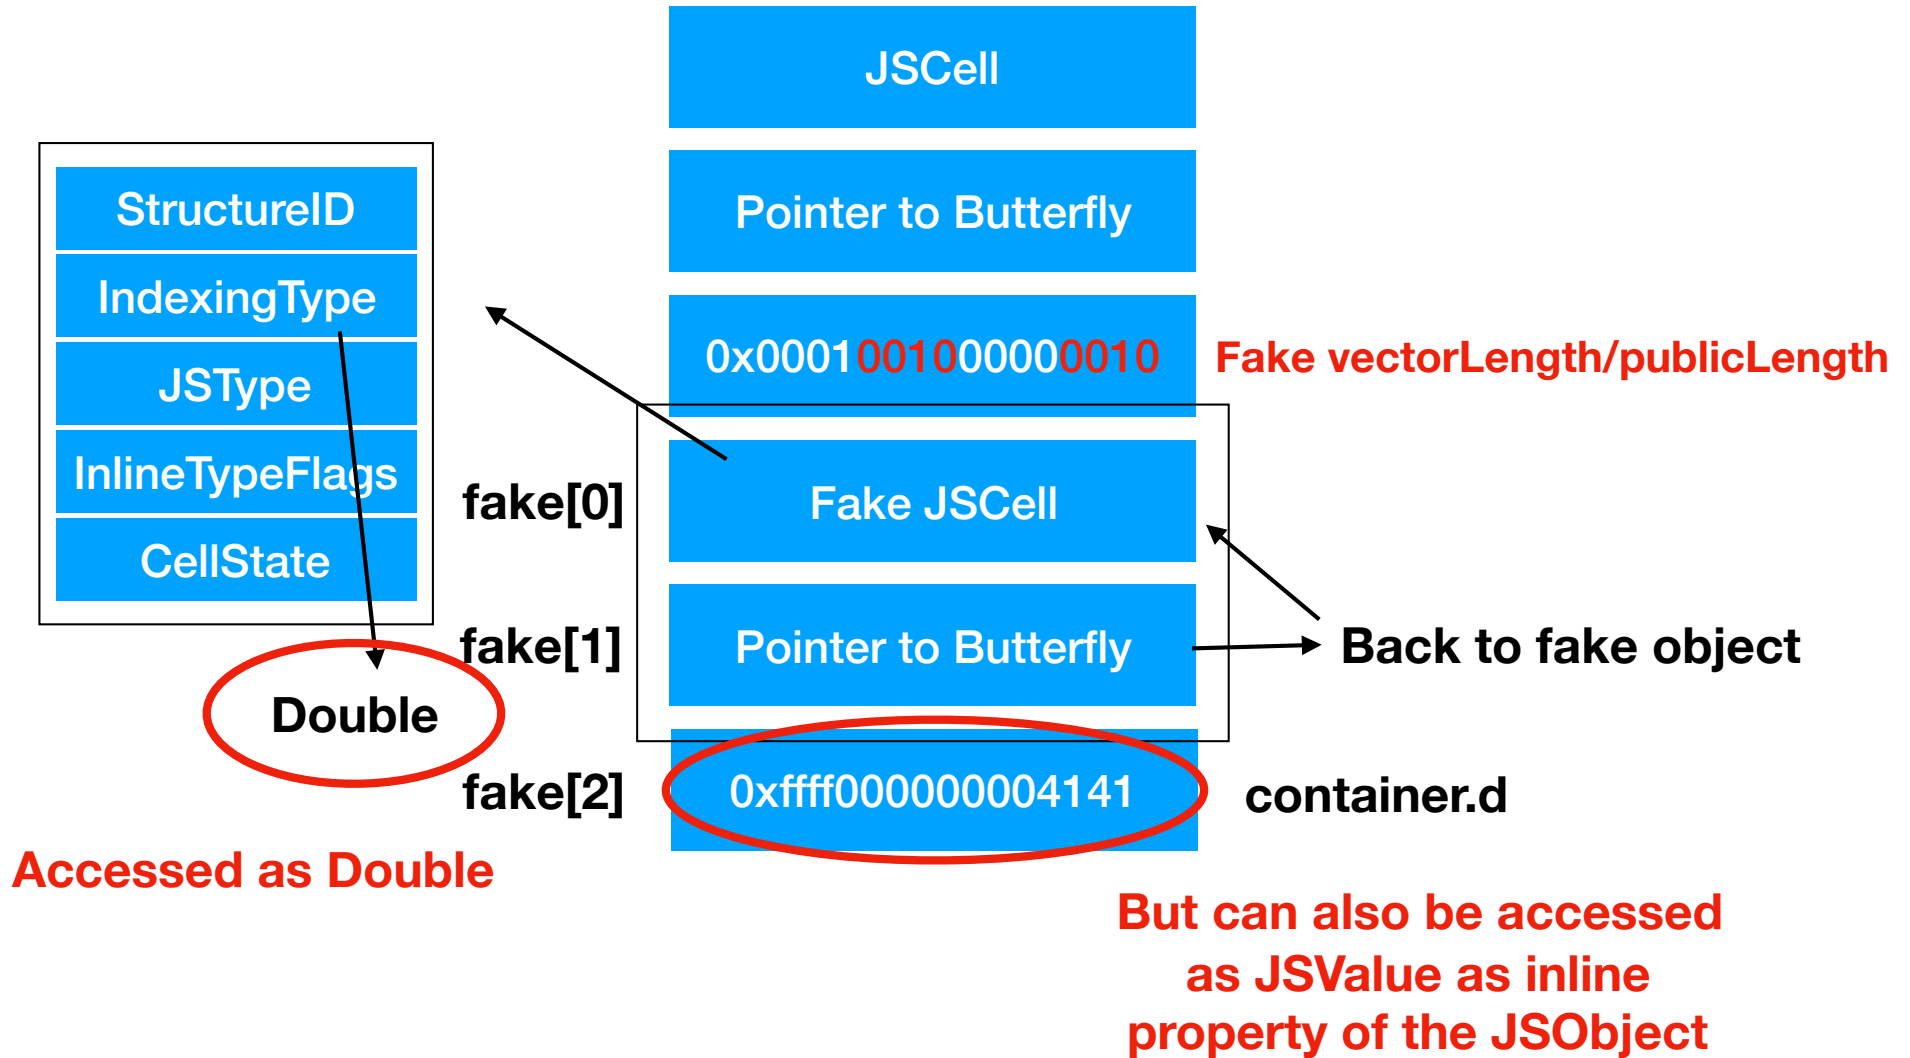 JSCell
Pointer to Butterfly
0x0001001000000010
Fake vectorLength/publicLength
StructureID
IndexingType
JSType
InlineTypeFlags
CellState
fake[0]
Fake JSCell
fake[1]
Pointer to Butterfly
Back to fake object
Double
fake[2]
0xffff000000004141
container.d
Accessed as Double
But can also be accessed
as JSValue as inline
property of the JSObject